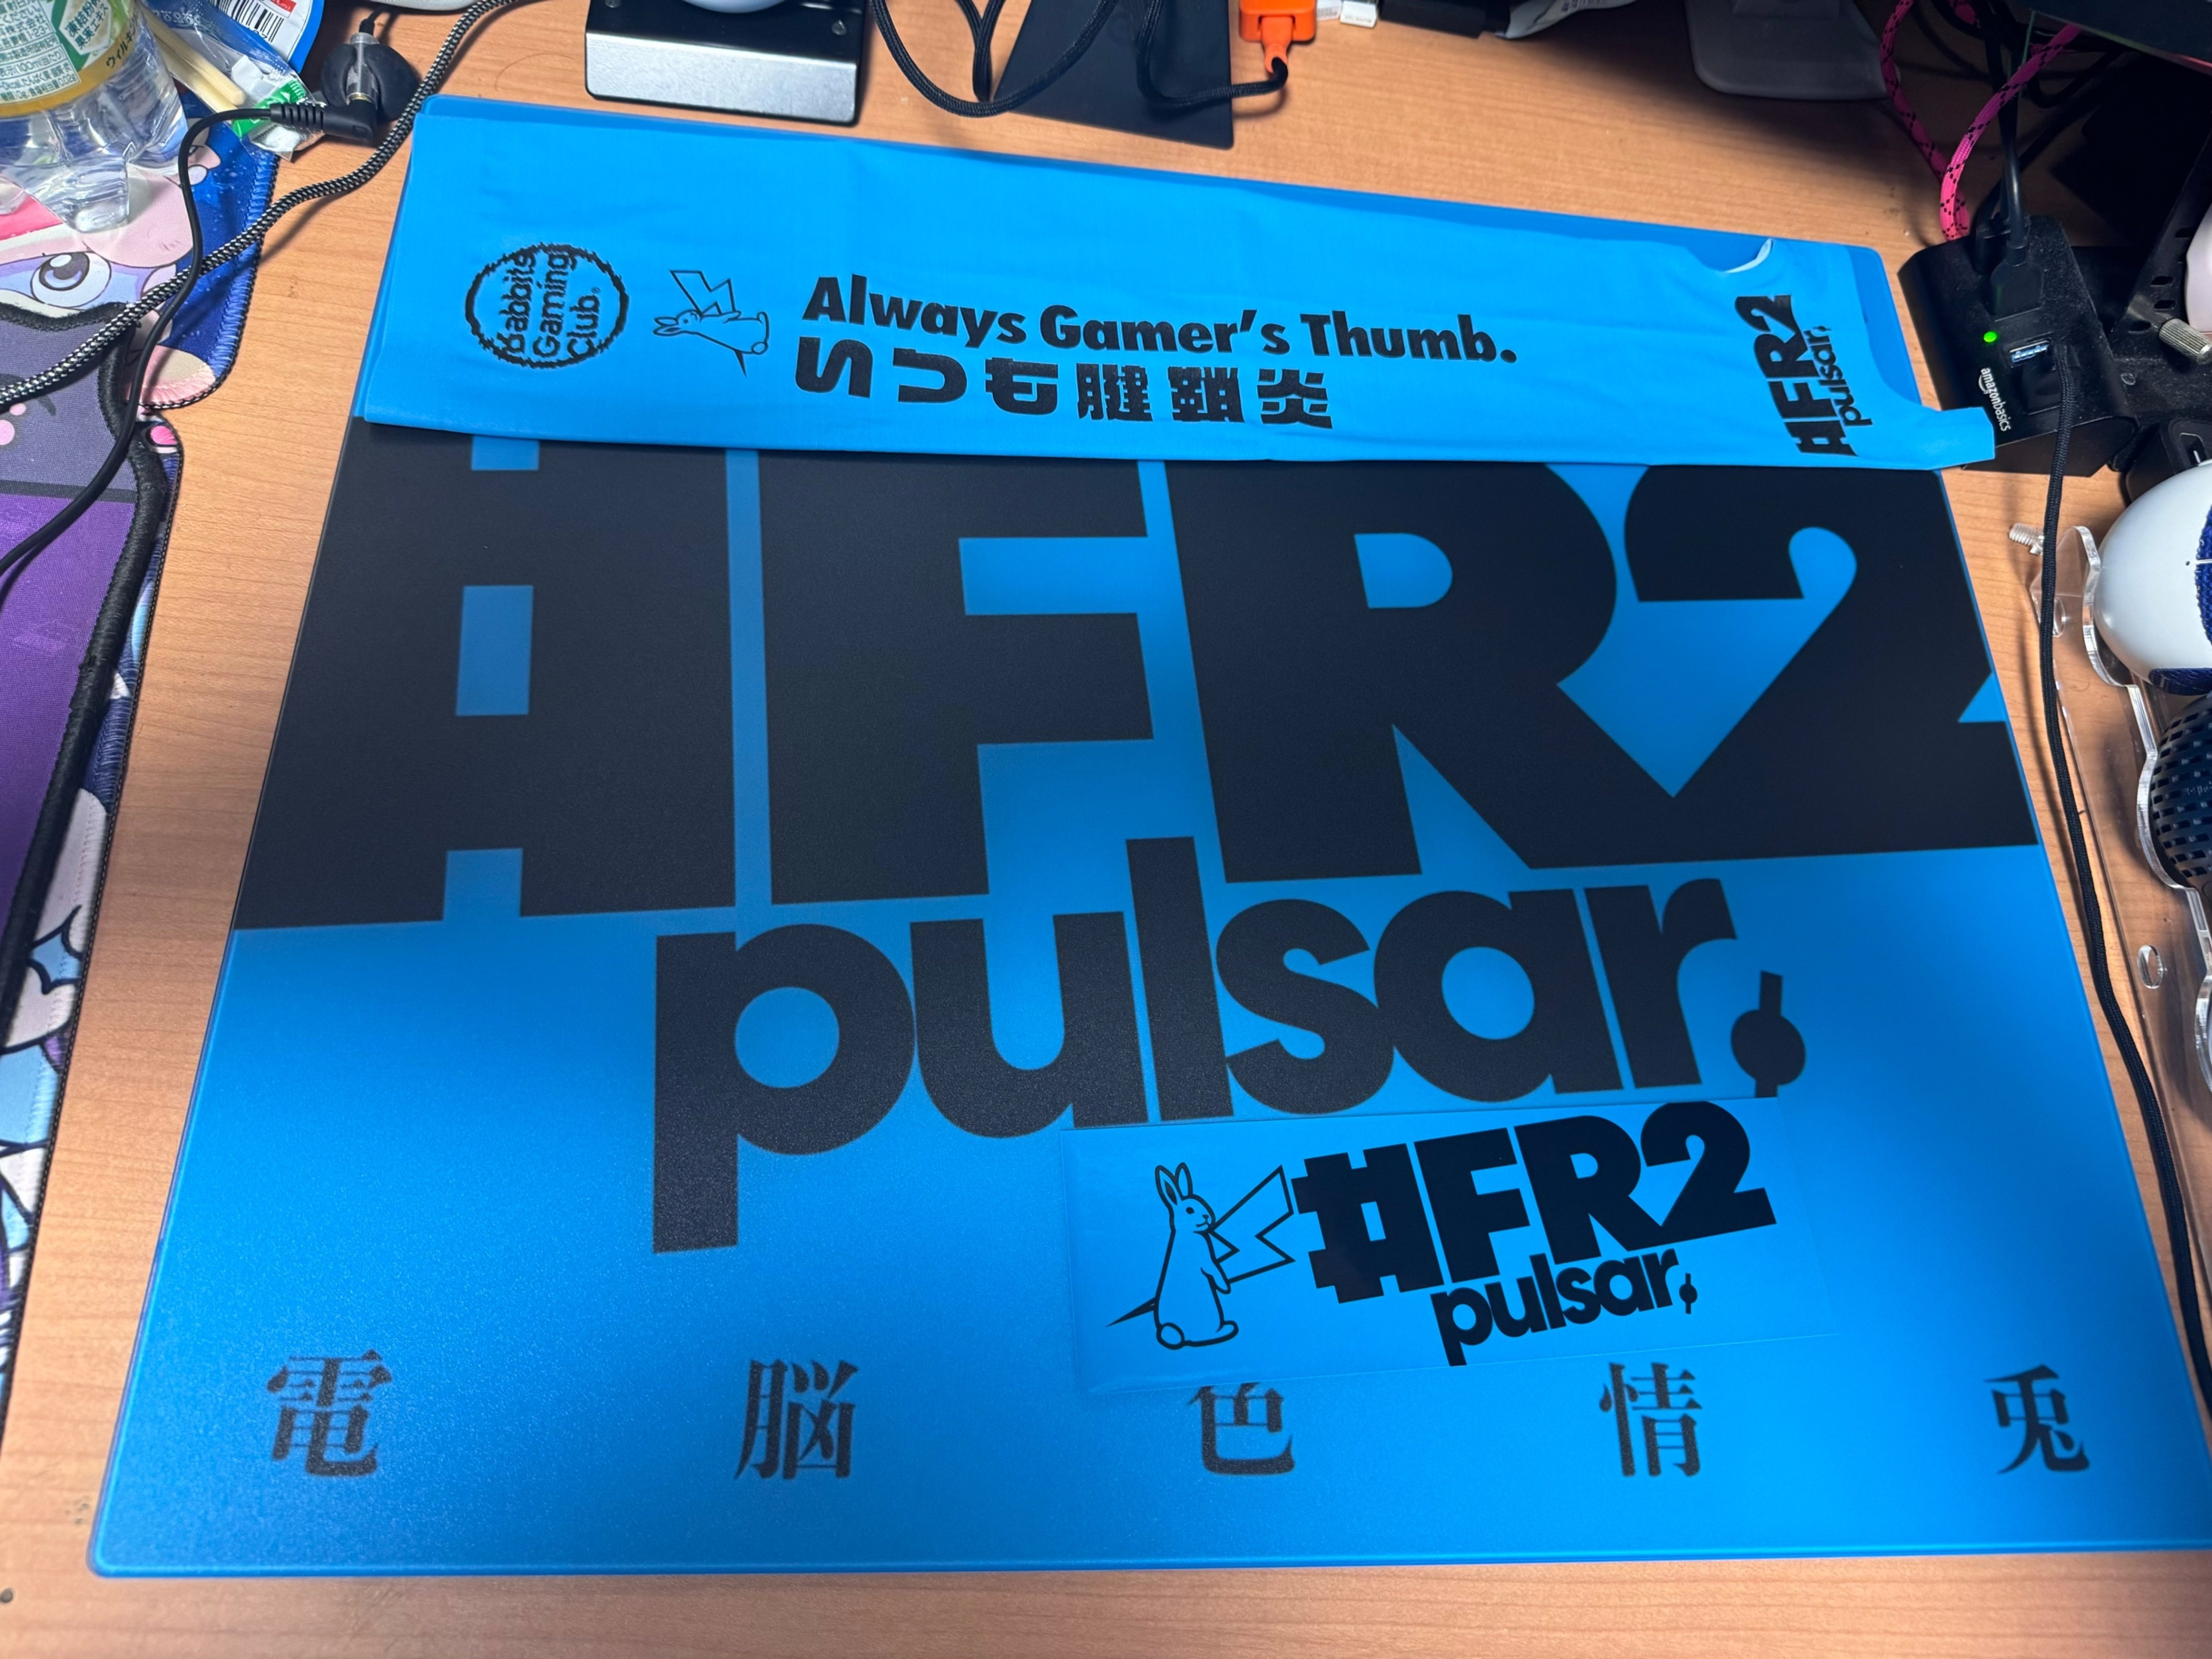 Rabbits
Gaming
Club.®
Always Gamer's Thumb.
いつも腱鞘炎
#FR2
pulsar
amazonbasics
#FR2
pulsar
#FR2
pulsar
電脳色情兎